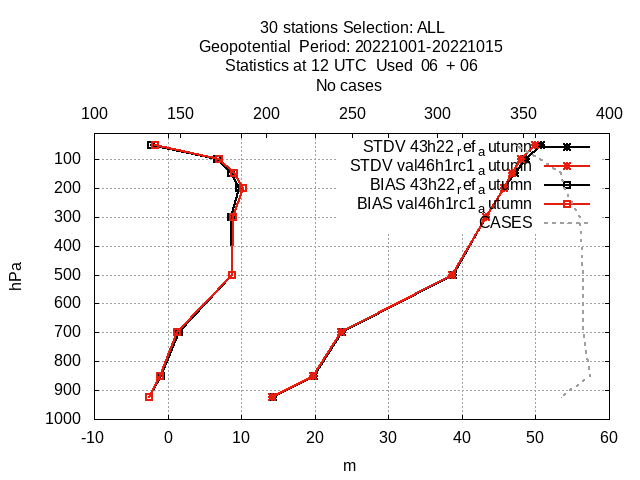 30 stations Selection: ALL
Geopotential  Period: 20221001-20221015
Statistics at 12 UTC  Used  06  + 06
No cases
100 150 200 250 300 350 400
STDV 43h22_ref_autumn
STDV val46h1rc1_autumn
BIAS 43h22_ref_autumn
BIAS val46h1rc1_autumn
CASES
100
200
300
400
500
600
700
800
900
1000
hPa
-10 0 10 20 30 40 50 60
m